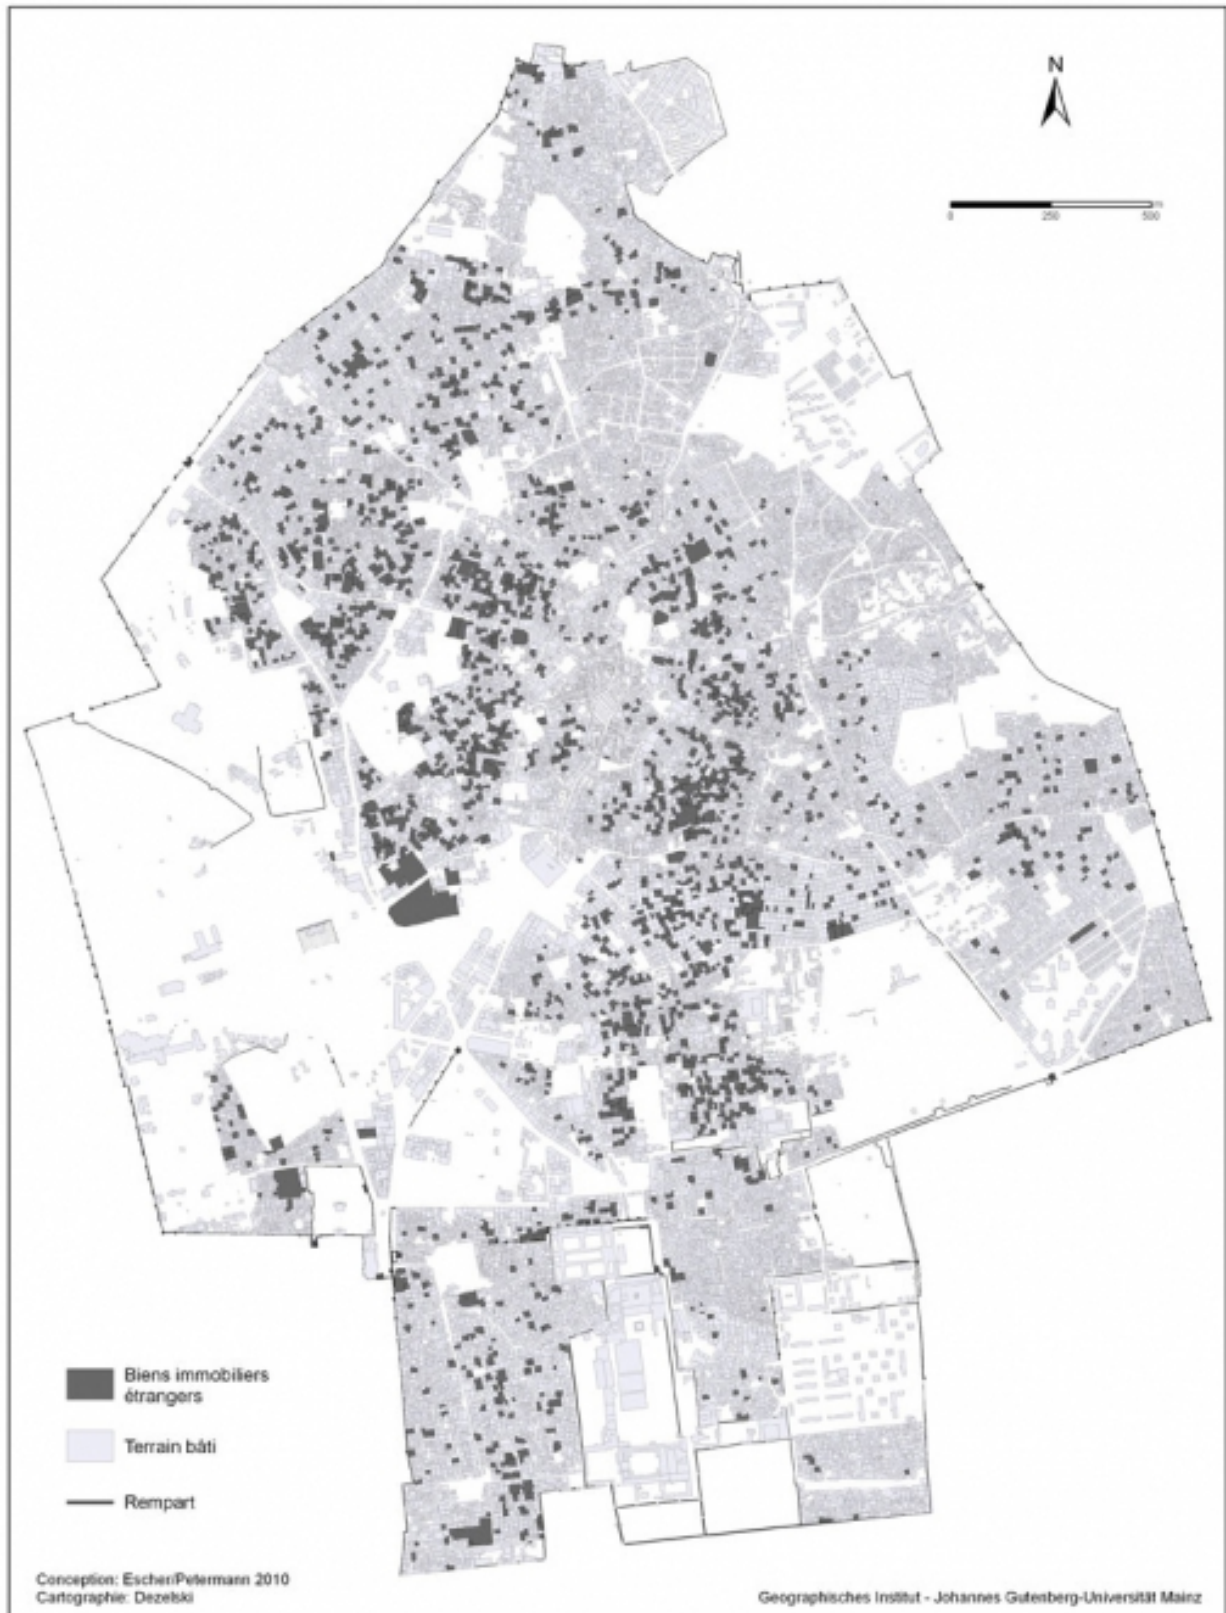 N
0 250 500
Biens immobiliers
étrangers
Terrain bâti
Rempart
Conception: Escher/Petermann 2010
Cartographie: Dezelski
Geographisches Institut - Johannes Gutenberg-Universität Mainz